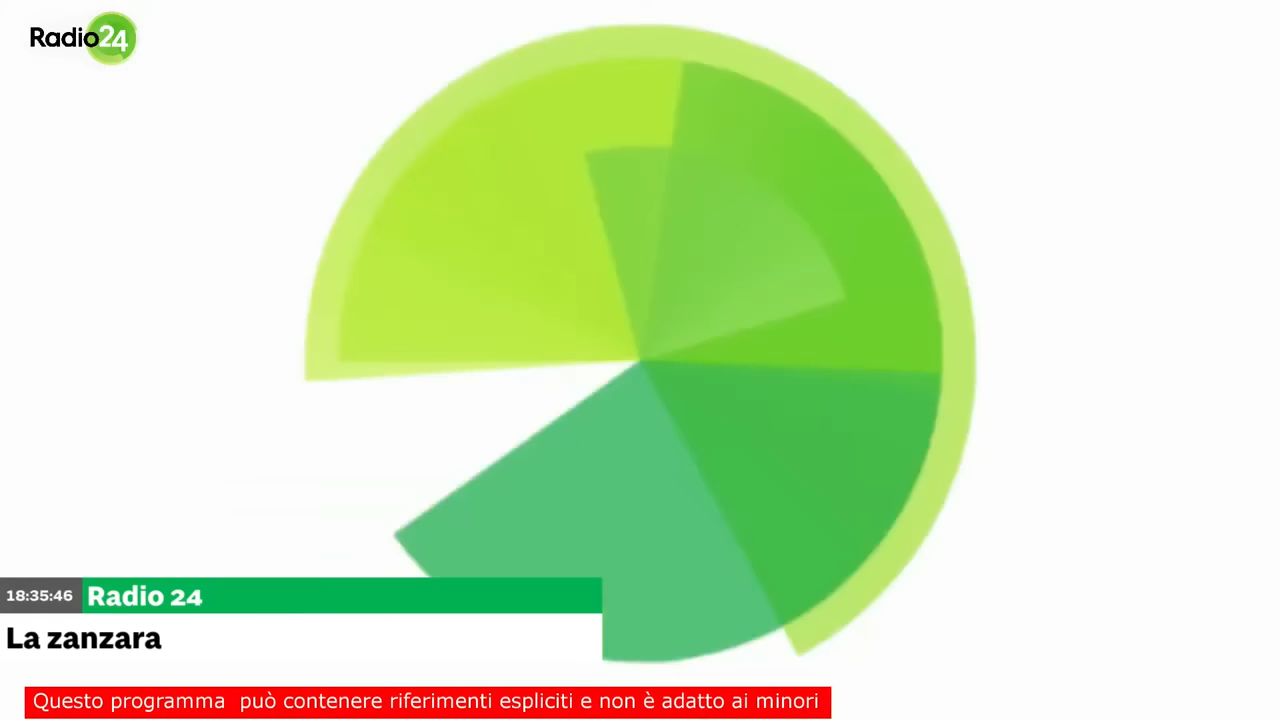 Radio24
18:35:46 Radio 24
La zanzara
Questo programma può contenere riferimenti espliciti e non è adatto ai minori